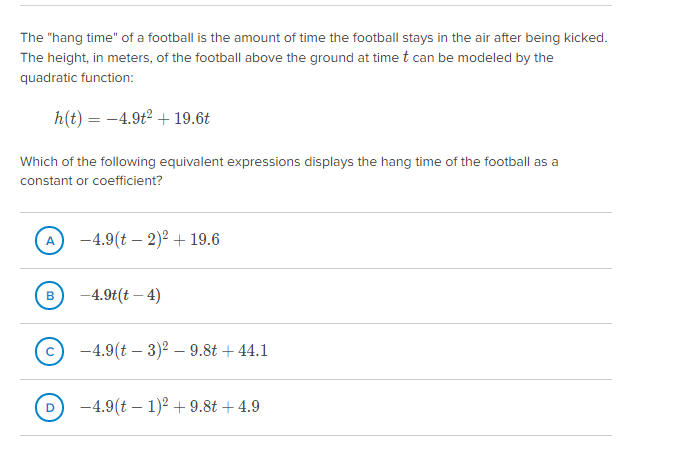 The "hang time" of a football is the amount of time the football stays in the air after being kicked.
The height, in meters, of the football above the ground at time t can be modeled by the
quadratic function:
h(t) = −4.9t² + 19.6t
Which of the following equivalent expressions displays the hang time of the football as a
constant or coefficient?
A −4.9(t − 2)² + 19.6
B −4.9t(t − 4)
C −4.9(t − 3)² − 9.8t + 44.1
D −4.9(t − 1)² + 9.8t + 4.9